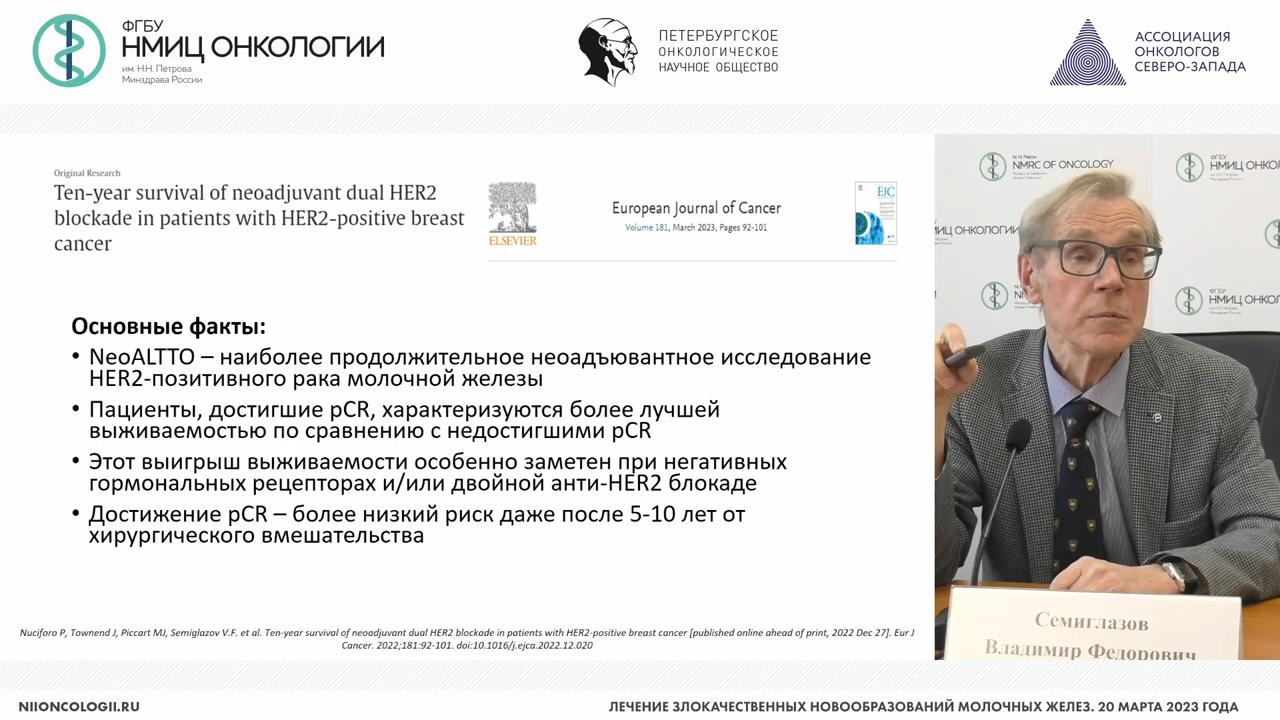 ФГБУ
НМИЦ ОНКОЛОГИИ
им. Н.Н. Петрова
Минздрава России
ПЕТЕРБУРГСКОЕ
ОНКОЛОГИЧЕСКОЕ
НАУЧНОЕ ОБЩЕСТВО
АССОЦИАЦИЯ
ОНКОЛОГОВ
СЕВЕРО-ЗАПАДА
Original Research
Ten-year survival of neoadjuvant dual HER2
blockade in patients with HER2-positive breast
cancer
ELSEVIER
European Journal of Cancer
Volume 181, March 2023, Pages 92-101
EJC
Основные факты:
• NeoALTTO – наиболее продолжительное неоадъювантное исследование
HER2-позитивного рака молочной железы
• Пациенты, достигшие pCR, характеризуются более лучшей
выживаемостью по сравнению с недостигшими pCR
• Этот выигрыш выживаемости особенно заметен при негативных
гормональных рецепторах и/или двойной анти-HER2 блокаде
• Достижение pCR – более низкий риск даже после 5-10 лет от
хирургического вмешательства
Nuciforo P, Townend J, Piccart MJ, Semiglazov V.F. et al. Ten-year survival of neoadjuvant dual HER2 blockade in patients with HER2-positive breast cancer [published online ahead of print, 2022 Dec 27]. Eur J
Cancer. 2022;181:92-101. doi:10.1016/j.ejca.2022.12.020
NMRC OF ONCOLOGY
ФГБУ
НМИЦ ОНКО
ОНКОЛОГИИ
ФГБУ
НМИЦ ОНКО
Семиглазов
Владимир Федорович
NIIONCOLOGII.RU
ЛЕЧЕНИЕ ЗЛОКАЧЕСТВЕННЫХ НОВООБРАЗОВАНИЙ МОЛОЧНЫХ ЖЕЛЕЗ. 20 МАРТА 2023 ГОДА